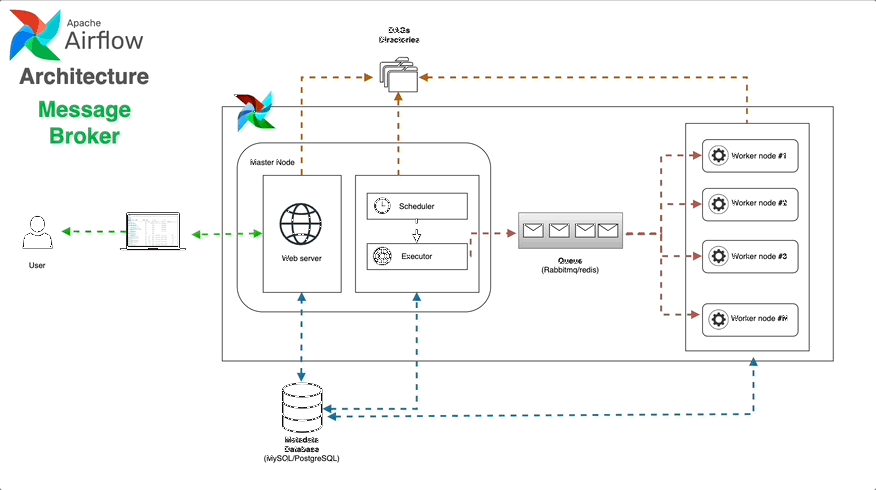 Apache
Airflow
Architecture
Message
Broker
DAGs
Directories
Master Node
Web server
Scheduler
Executor
Queue
(Rabbitmq/redis)
Worker node #1
Worker node #2
Worker node #3
Worker node #N
User
Metadata
Database
(MySQL/PostgreSQL)